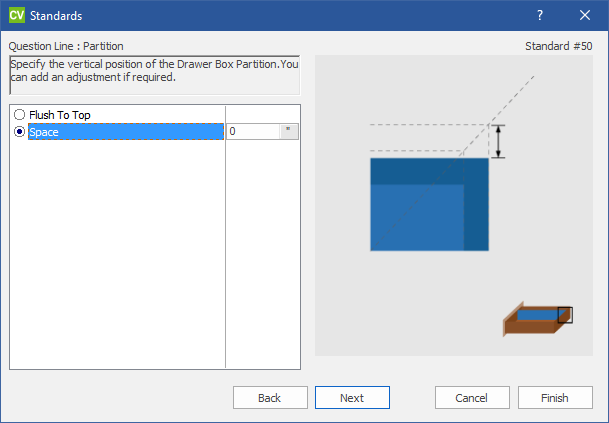 CV Standards ?
Question Line : Partition Standard #50
Specify the vertical position of the Drawer Box Partition.You
can add an adjustment if required.
Flush To Top
Space 0 "
Back Next Cancel Finish